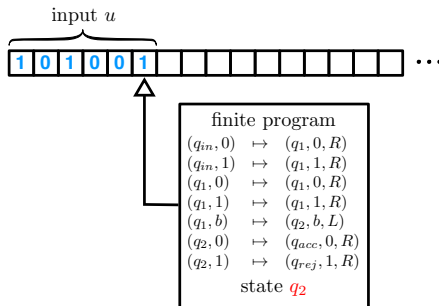 input u
1 0 1 0 0 1
...
finite program
(q_in, 0) ↦ (q_1, 0, R)
(q_in, 1) ↦ (q_1, 1, R)
(q_1, 0) ↦ (q_1, 0, R)
(q_1, 1) ↦ (q_1, 1, R)
(q_1, b) ↦ (q_2, b, L)
(q_2, 0) ↦ (q_acc, 0, R)
(q_2, 1) ↦ (q_rej, 1, R)
state q_2